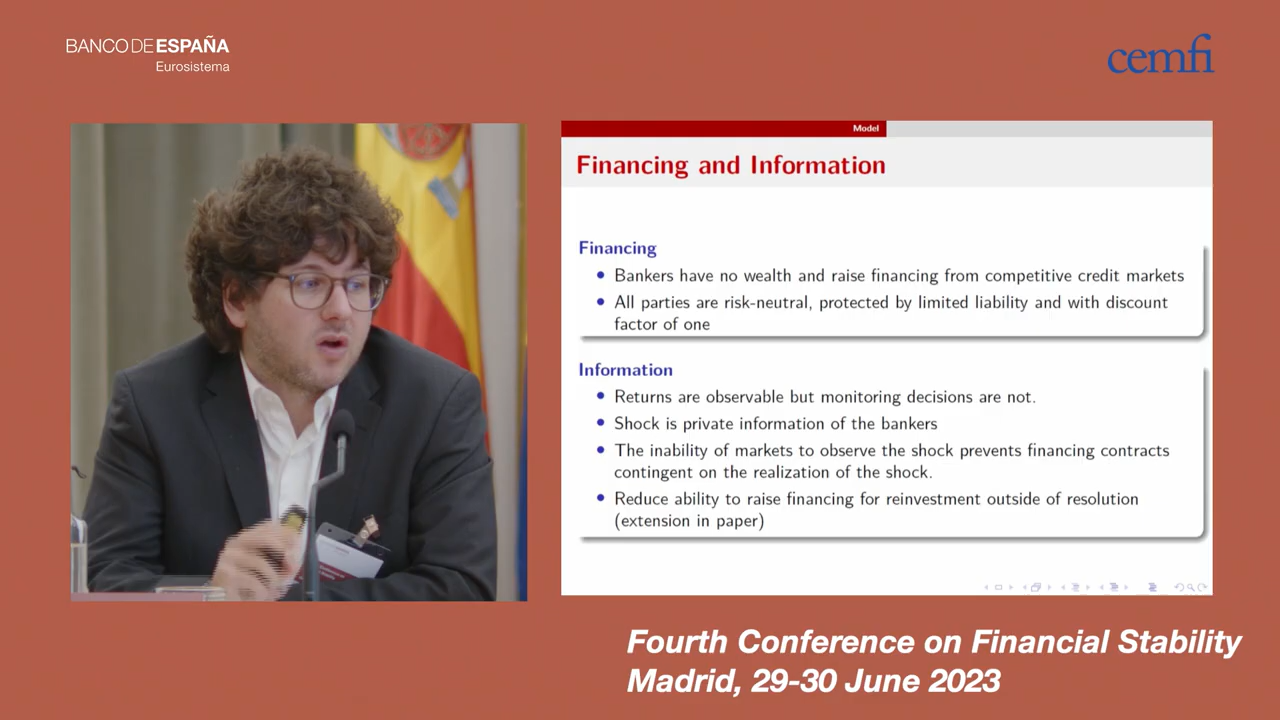 BANCO DE ESPAÑA
Eurosistema
cemfi
Model
Financing and Information
Financing
Bankers have no wealth and raise financing from competitive credit markets
All parties are risk-neutral, protected by limited liability and with discount
factor of one
Information
Returns are observable but monitoring decisions are not.
Shock is private information of the bankers
The inability of markets to observe the shock prevents financing contracts
contingent on the realization of the shock.
Reduce ability to raise financing for reinvestment outside of resolution
(extension in paper)
Fourth Conference on Financial Stability
Madrid, 29-30 June 2023